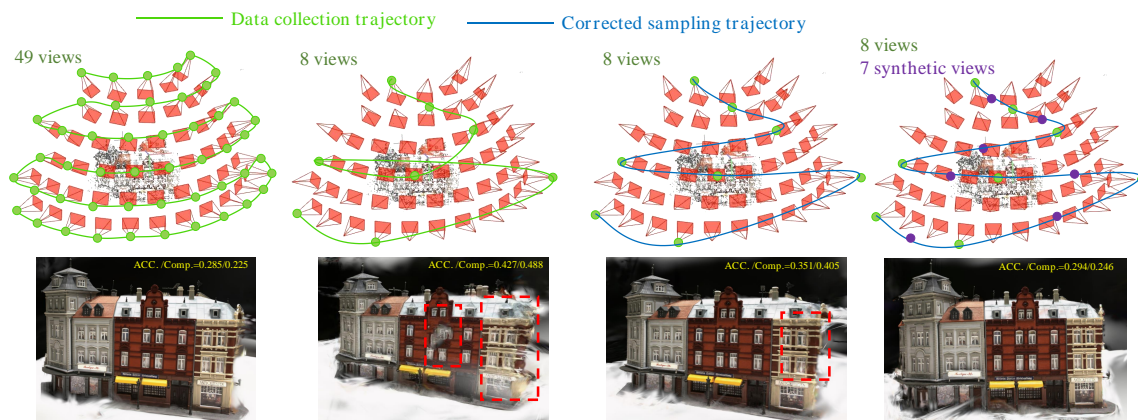 Data collection trajectory
Corrected sampling trajectory
49 views
8 views
8 views
8 views
7 synthetic views
ACC. /Comp.=0.285/0.225
ACC. /Comp.=0.427/0.488
ACC. /Comp.=0.351/0.405
ACC. /Comp.=0.294/0.246